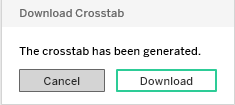 Download Crosstab
The crosstab has been generated.
Cancel
Download